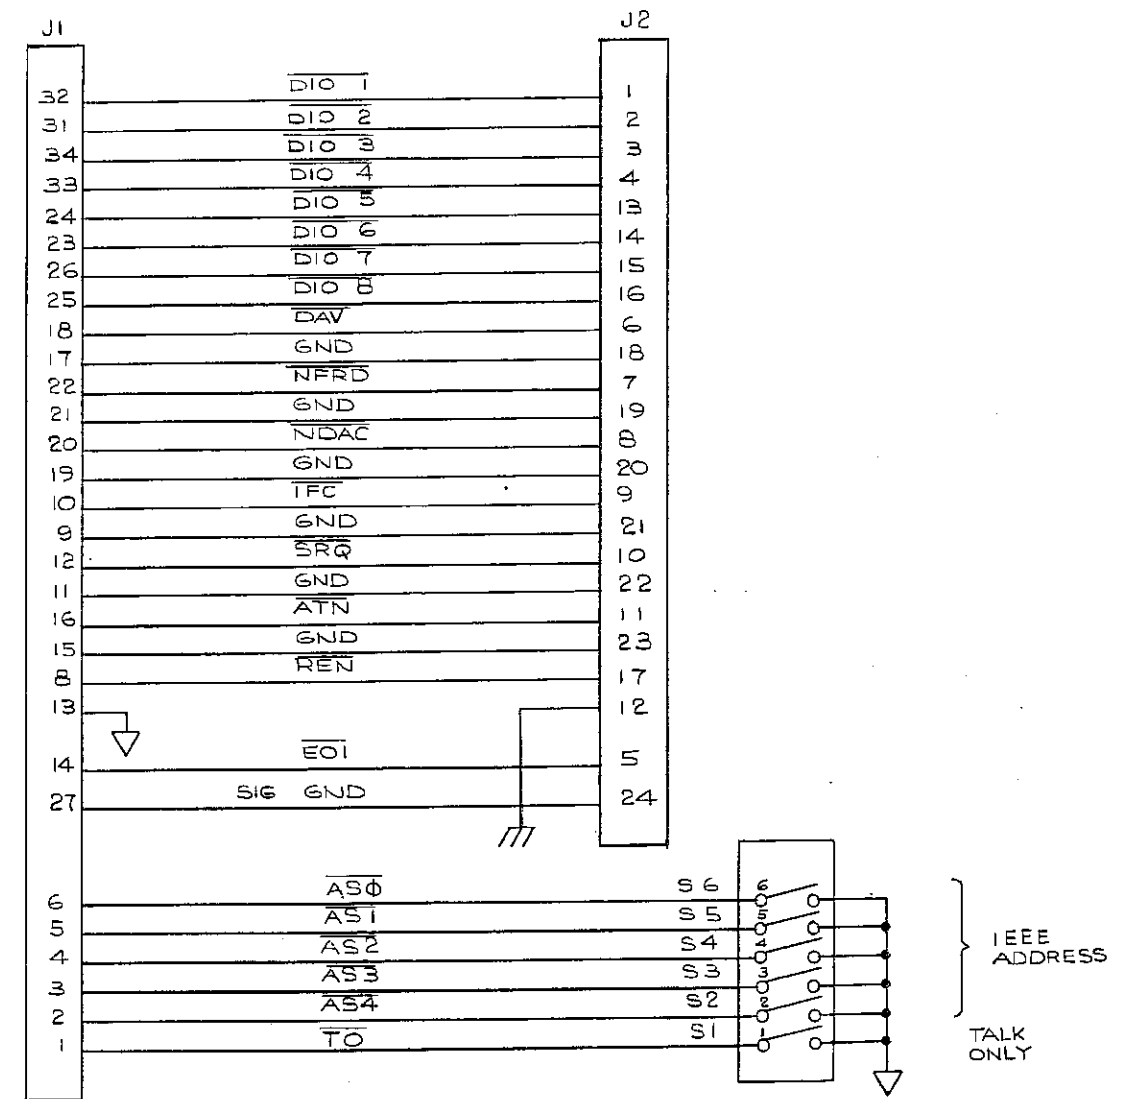 J1 J2
32 DIO 1 1
31 DIO 2 2
34 DIO 3 3
33 DIO 4 4
24 DIO 5 13
23 DIO 6 14
26 DIO 7 15
25 DIO 8 16
18 DAV 6
17 GND 18
22 NFRD 7
21 GND 19
20 NDAC 8
19 GND 20
10 IFC 9
9 GND 21
12 SRQ 10
11 GND 22
16 ATN 11
15 GND 23
8 REN 17
13 12
14 EOI 5
27 SIG GND 24
6 ASϕ S6 6
5 AS1 S5 5
4 AS2 S4 4
3 AS3 S3 3
2 AS4 S2 2
1 TO S1 1
IEEE
ADDRESS
TALK
ONLY